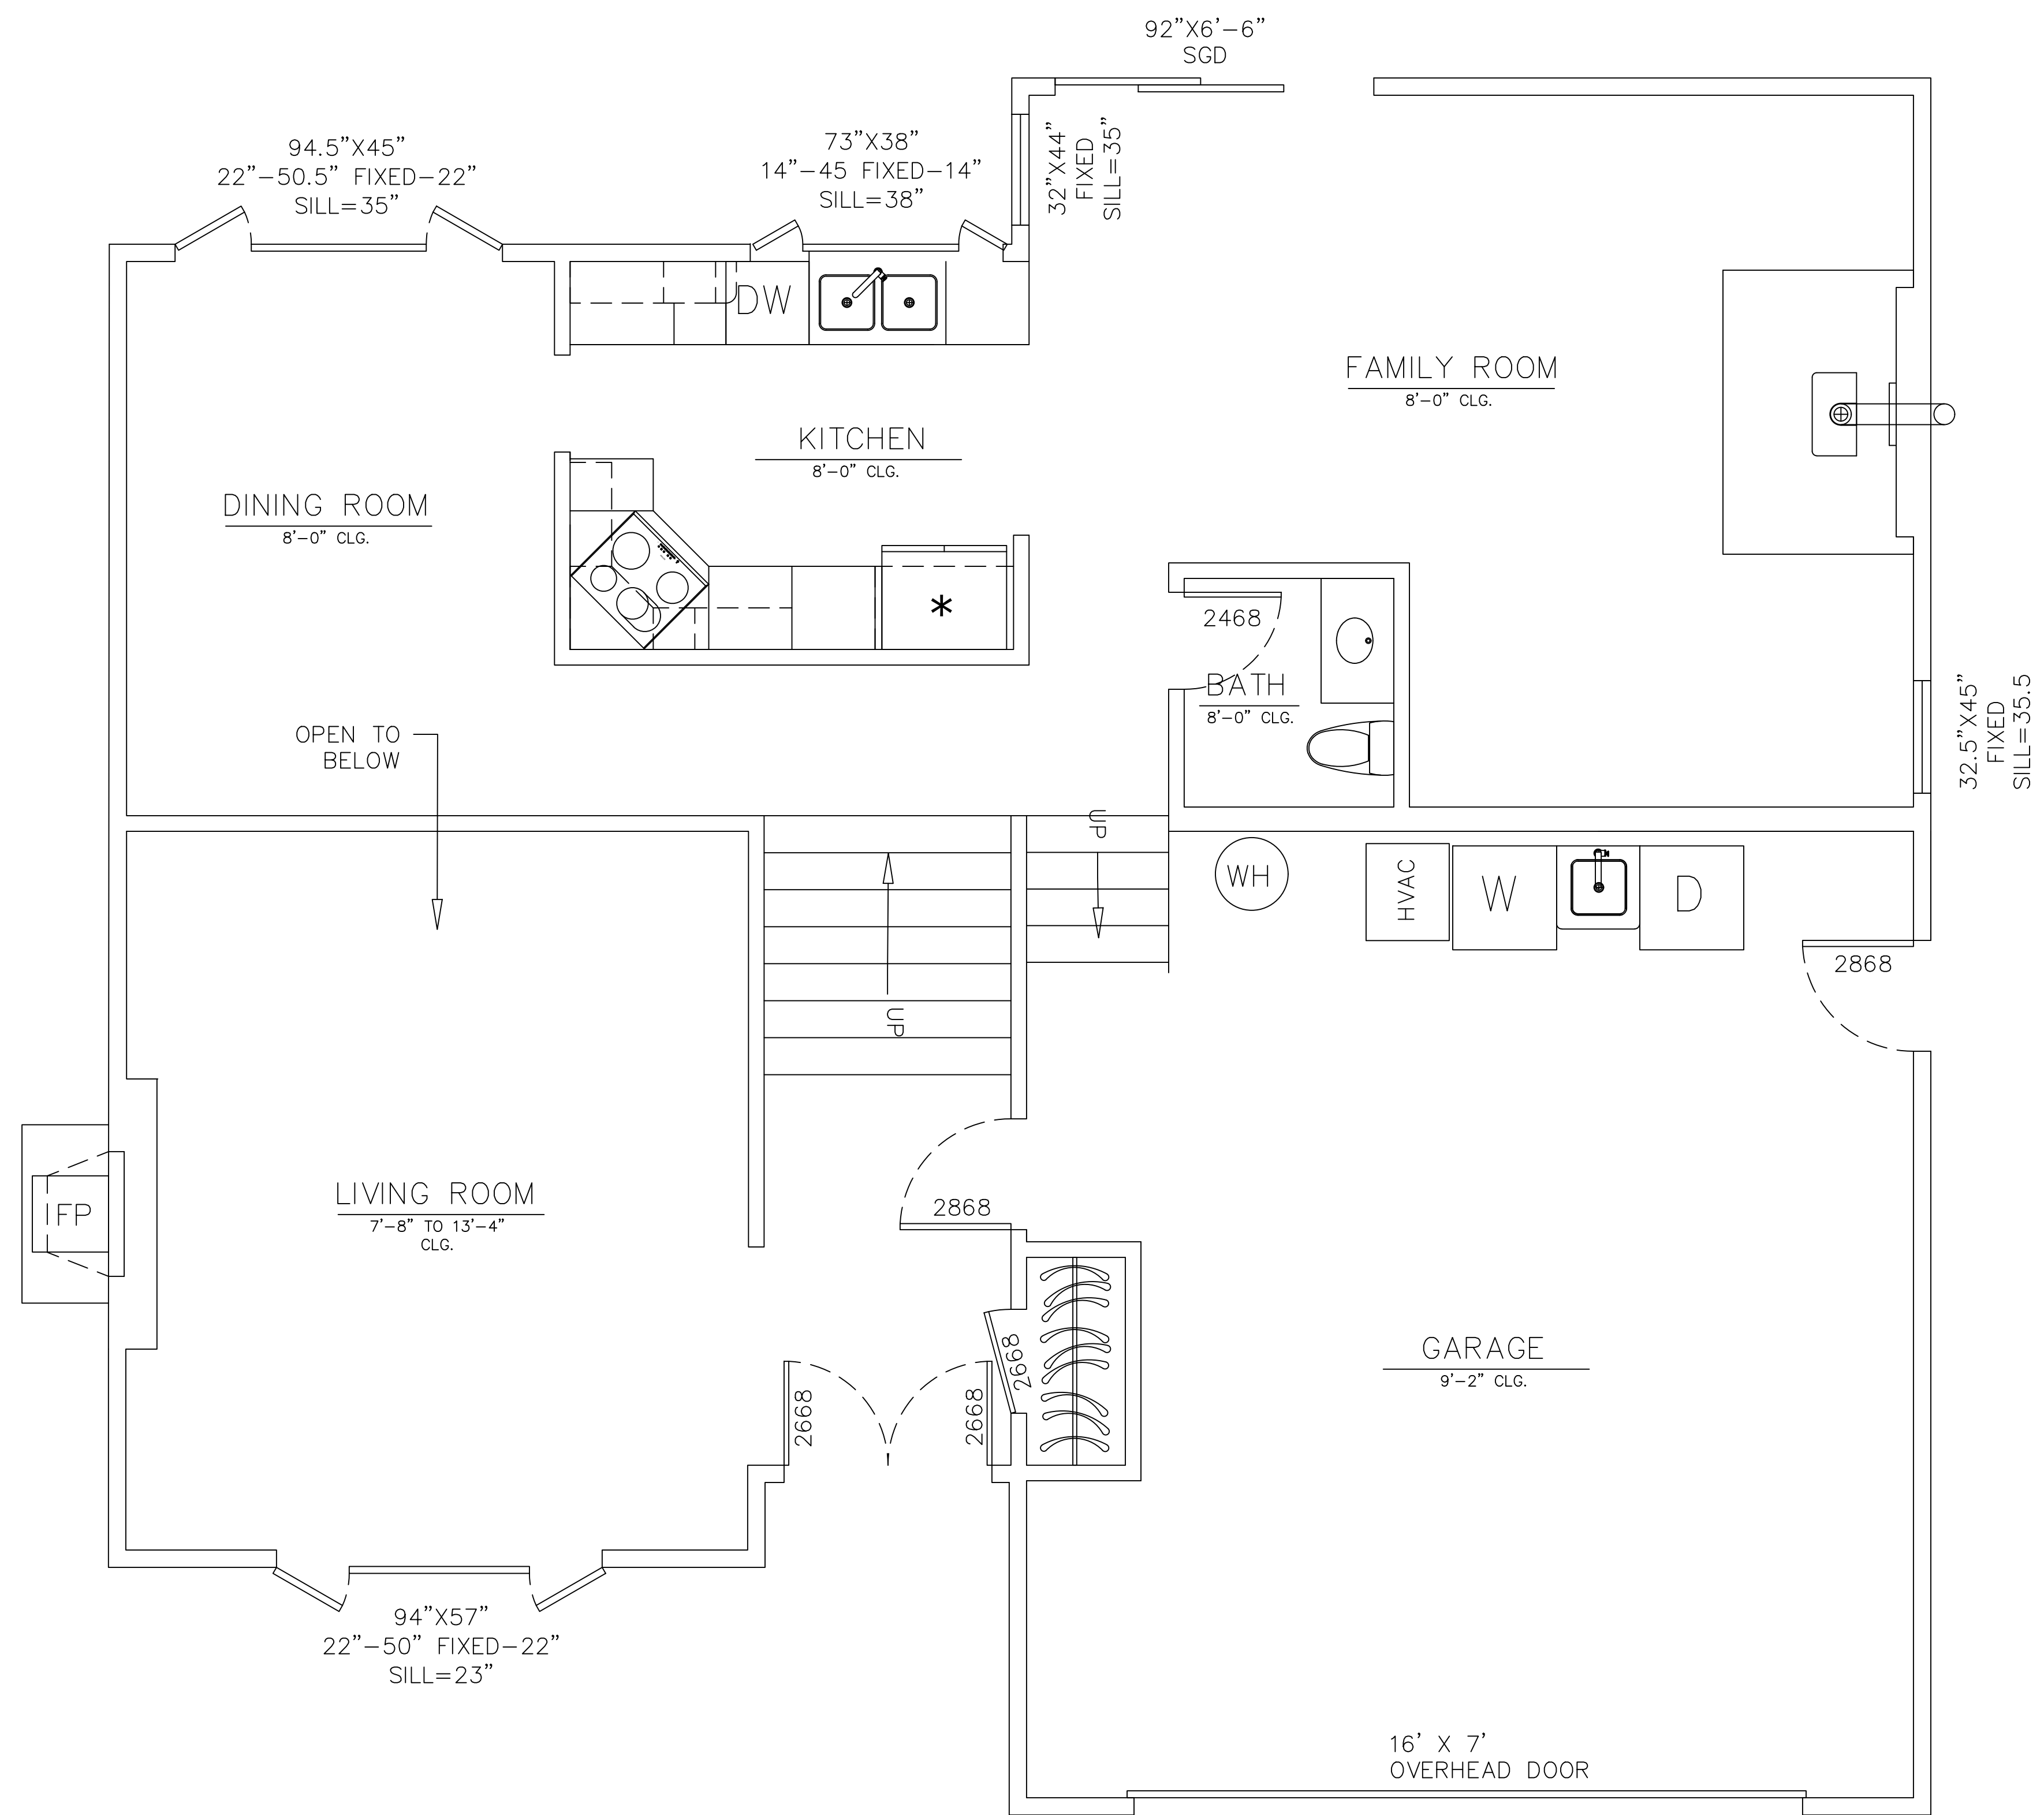 92”X6’-6”
SGD
94.5”X45”
22”-50.5” FIXED-22”
SILL=35”
73”X38”
14”-45 FIXED-14”
SILL=38”
32”X44”
FIXED
SILL=35”
DW
FAMILY ROOM
8’-0” CLG.
KITCHEN
8’-0” CLG.
DINING ROOM
8’-0” CLG.
*
2468
BATH
8’-0” CLG.
32.5”X45”
FIXED
SILL=35.5
OPEN TO
BELOW
UP
WH
HVAC
W
D
2868
UP
2868
LIVING ROOM
7’-8” TO 13’-4”
CLG.
FP
2668
2668
2668
GARAGE
9’-2” CLG.
94”X57”
22”-50” FIXED-22”
SILL=23”
16’ X 7’
OVERHEAD DOOR